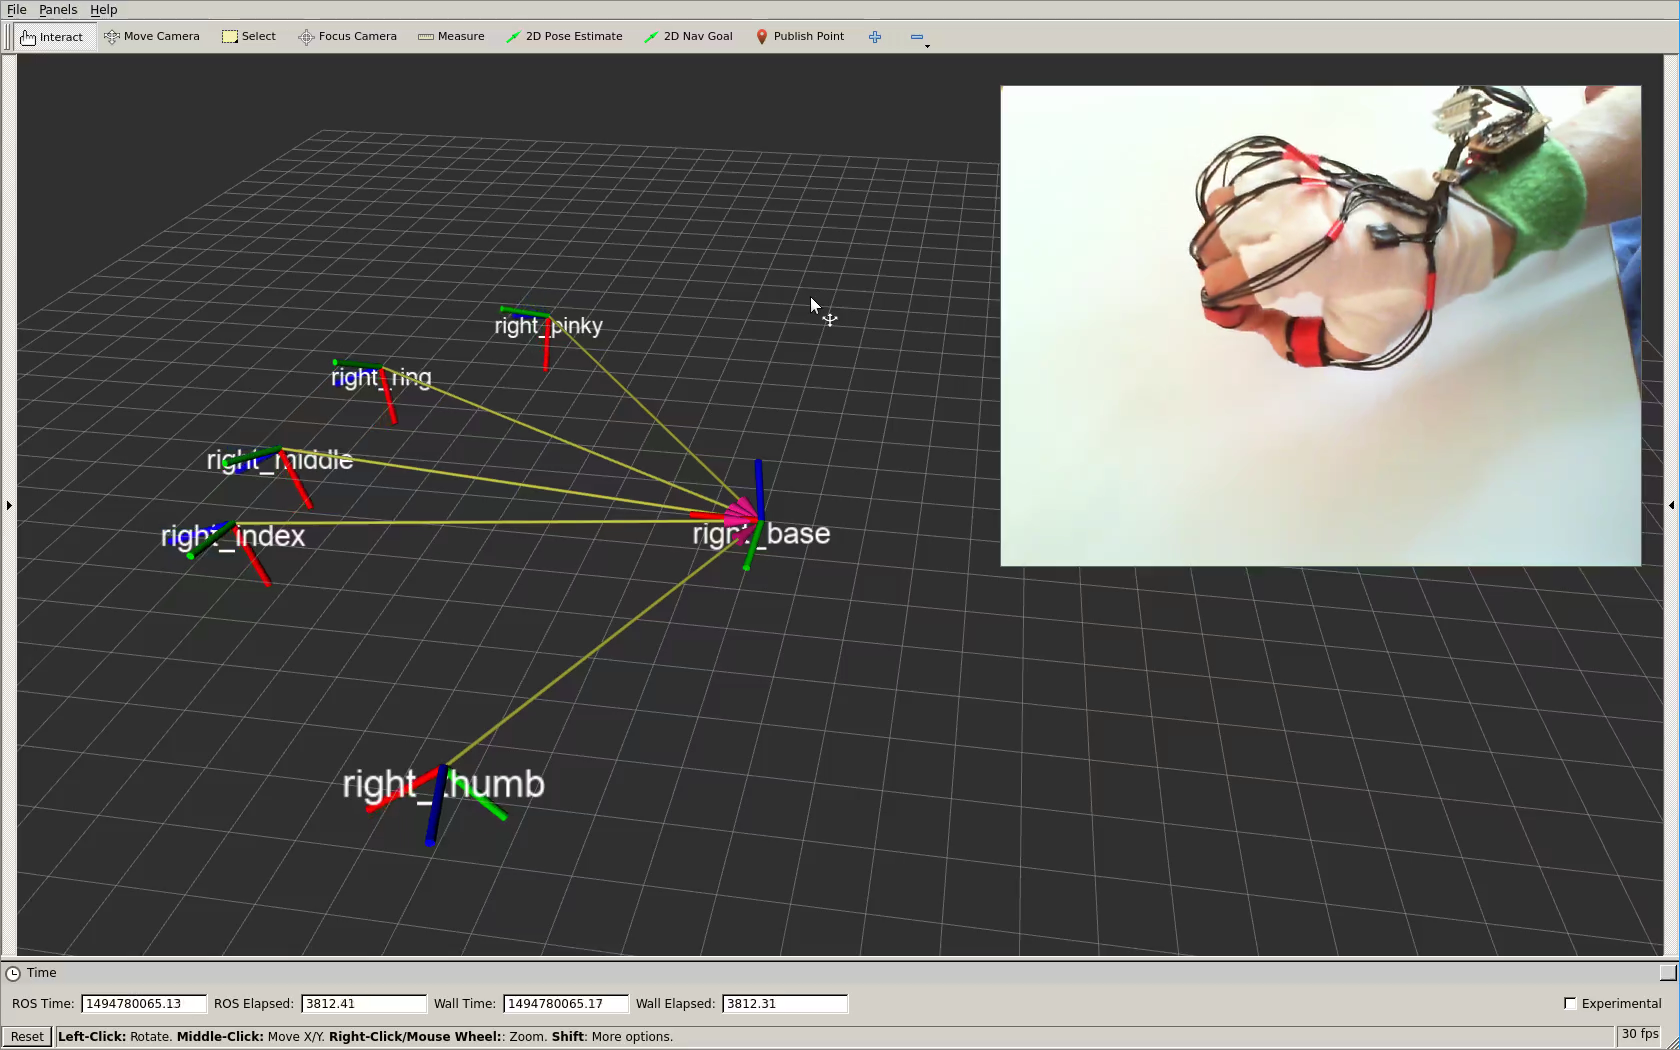 File Panels Help
Interact Move Camera Select Focus Camera Measure 2D Pose Estimate 2D Nav Goal Publish Point
right_pinky
right_ring
right_middle
right_index
right_base
right_thumb
Time
ROS Time: 1494780065.13 ROS Elapsed: 3812.41 Wall Time: 1494780065.17 Wall Elapsed: 3812.31 Experimental
Reset Left-Click: Rotate. Middle-Click: Move X/Y. Right-Click/Mouse Wheel:: Zoom. Shift: More options. 30 fps